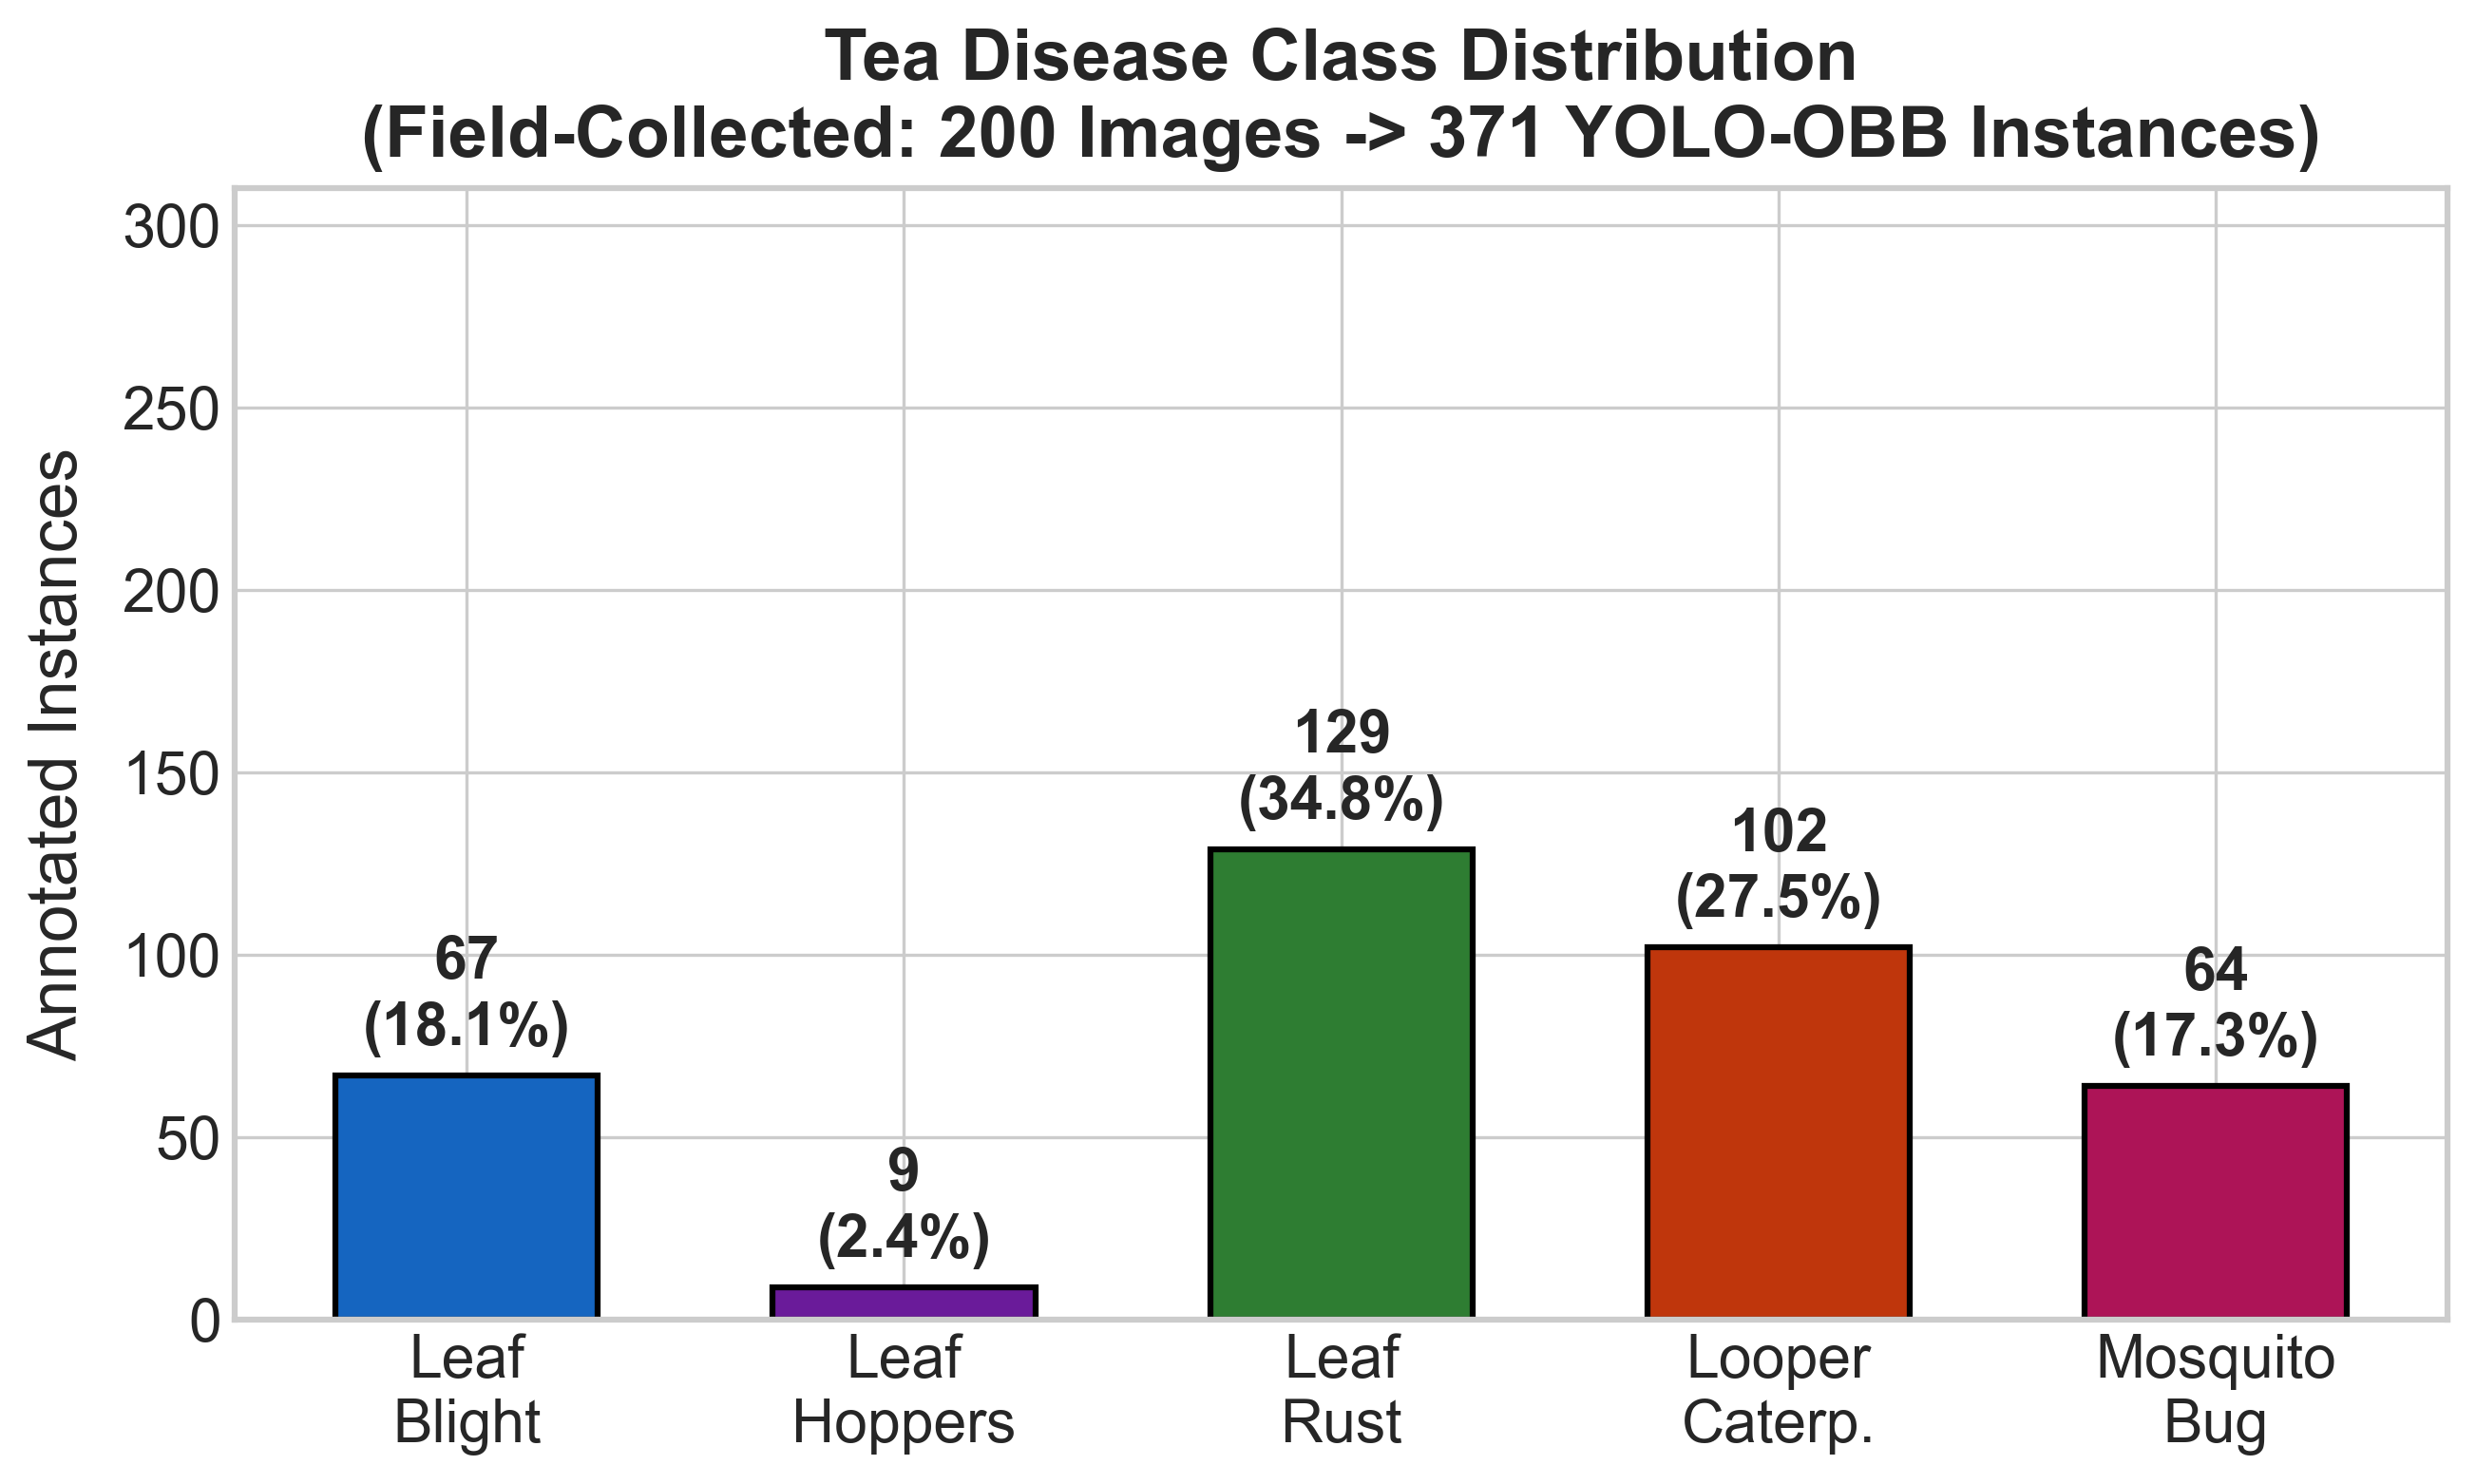 Tea Disease Class Distribution
(Field-Collected: 200 Images -> 371 YOLO-OBB Instances)
Annotated Instances
300
250
200
150
100
50
0
67
(18.1%)
9
(2.4%)
129
(34.8%)
102
(27.5%)
64
(17.3%)
Leaf
Blight
Leaf
Hoppers
Leaf
Rust
Looper
Caterp.
Mosquito
Bug